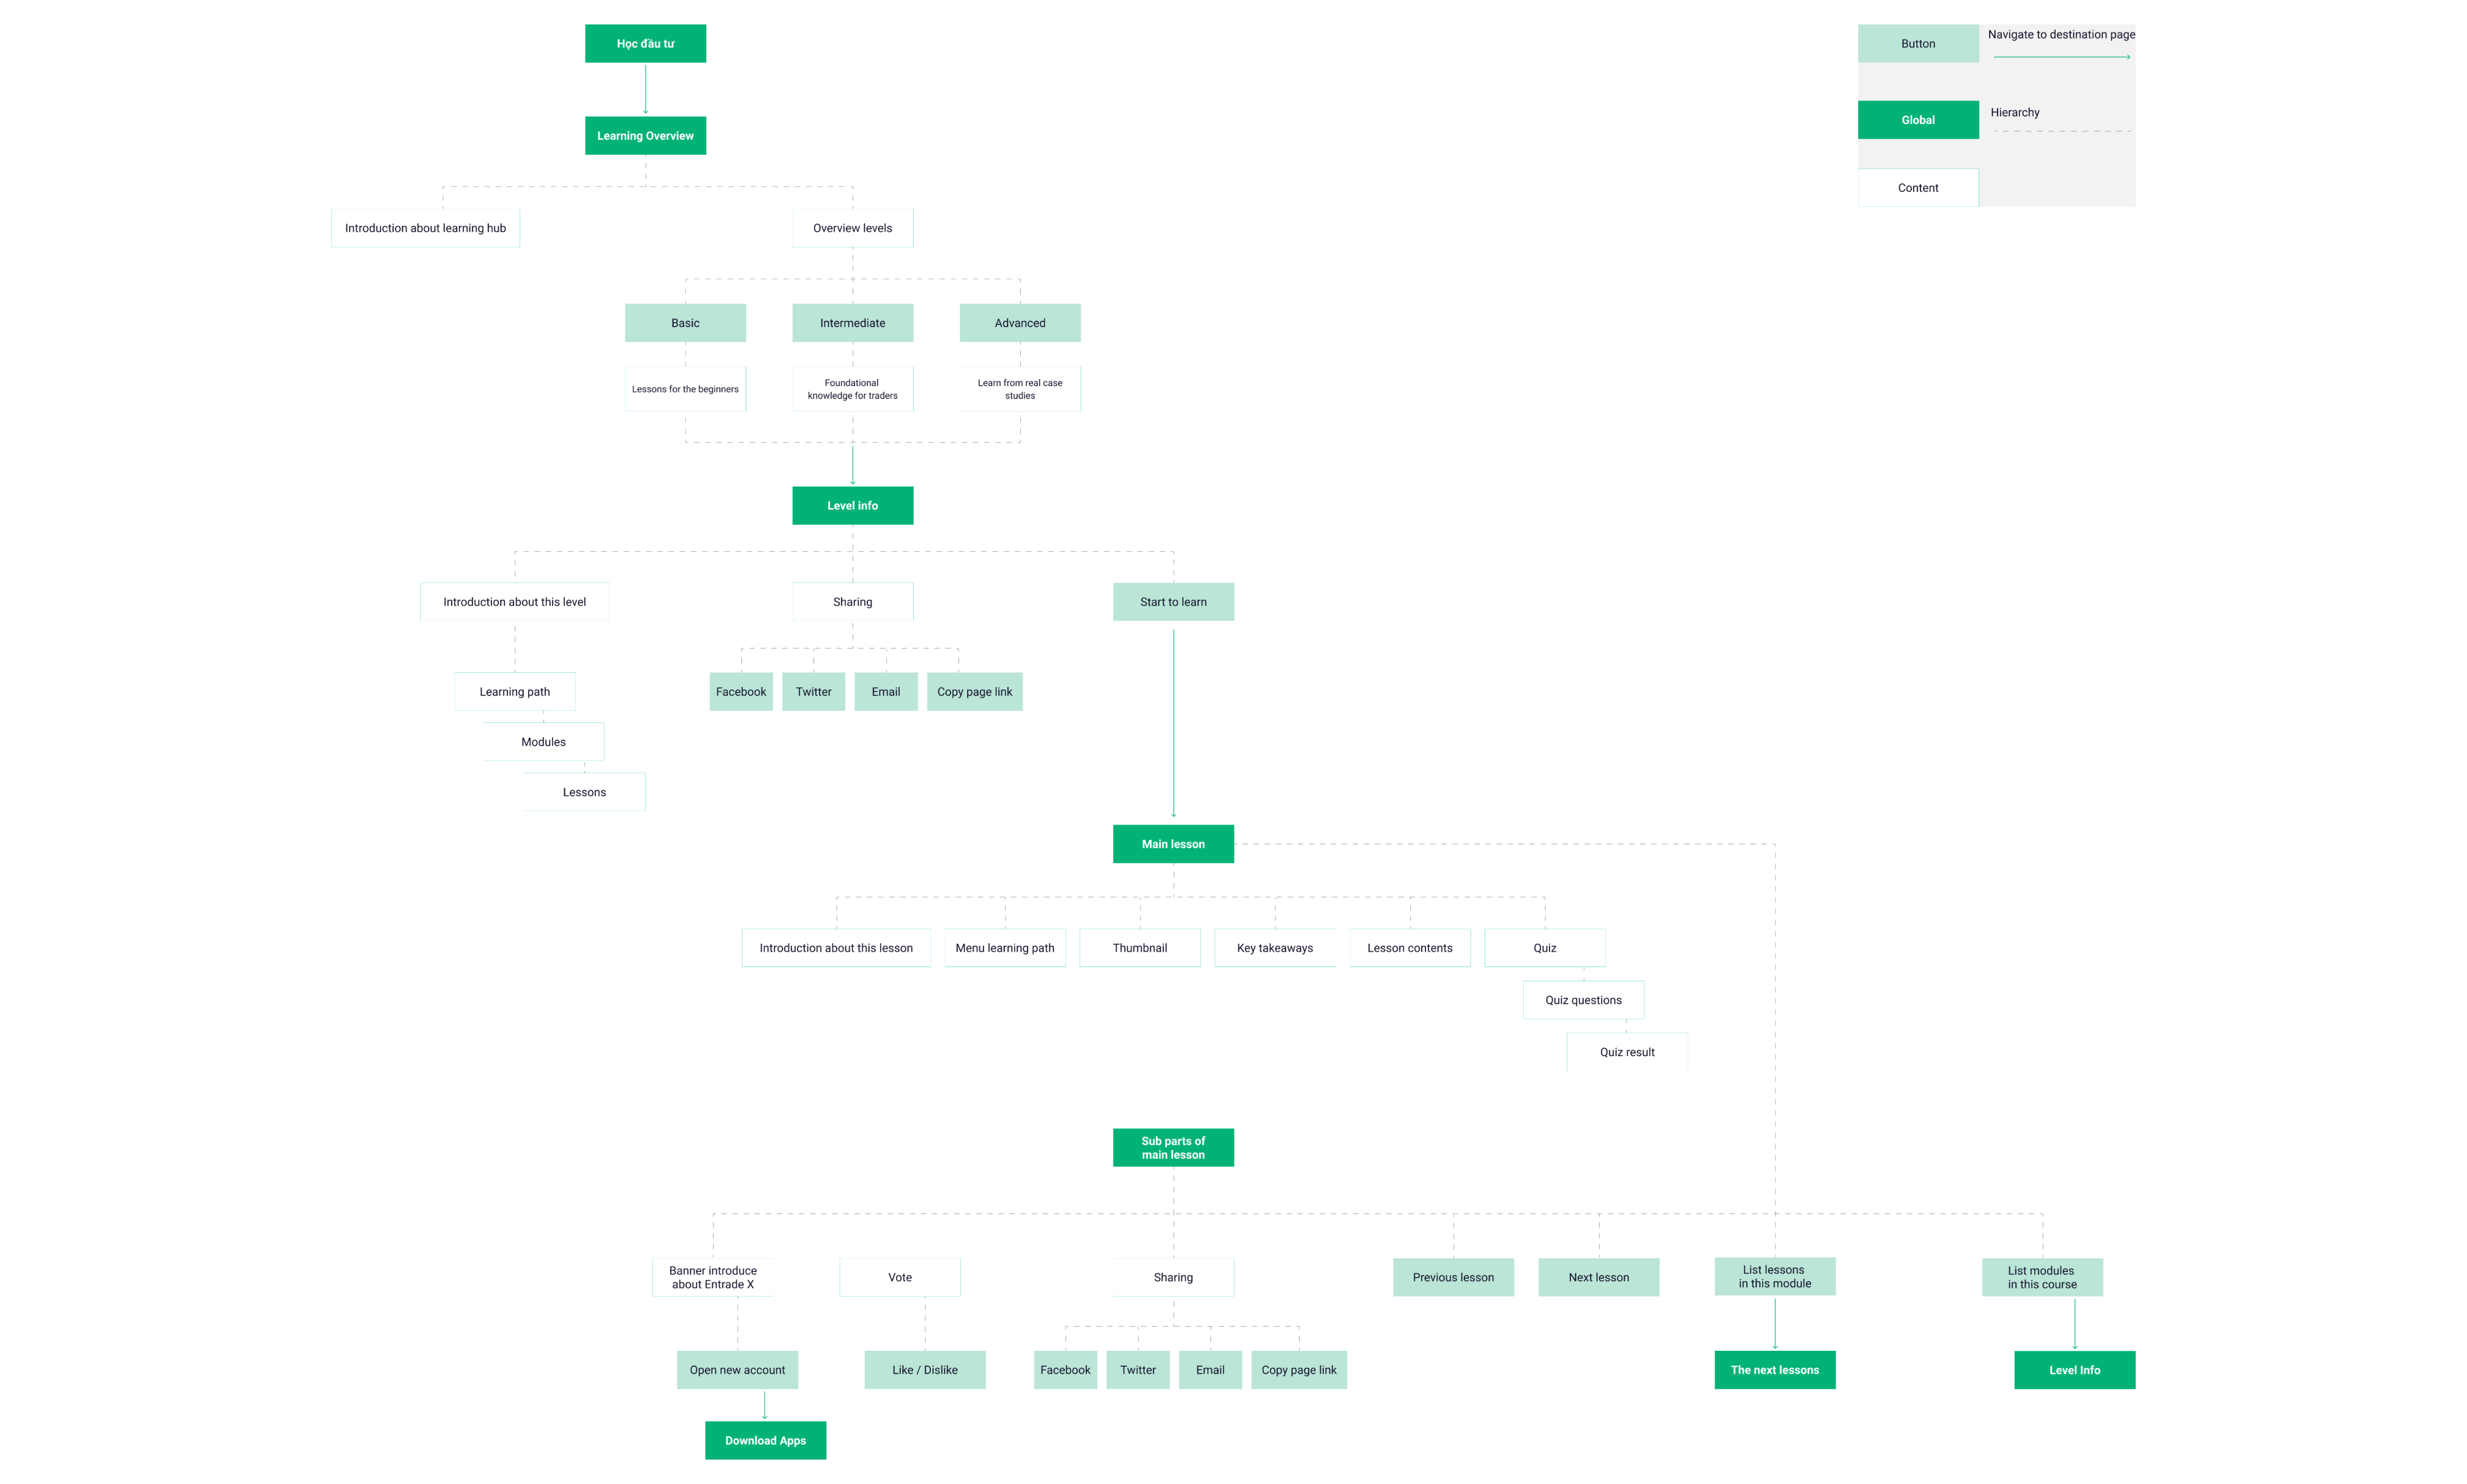 Học đầu tư
Button
Navigate to destination page
Learning Overview
Global
Hierarchy
Content
Introduction about learning hub
Overview levels
Basic
Intermediate
Advanced
Lessons for the beginners
Foundational
knowledge for traders
Learn from real case
studies
Level info
Introduction about this level
Sharing
Start to learn
Learning path
Facebook
Twitter
Email
Copy page link
Modules
Lessons
Main lesson
Introduction about this lesson
Menu learning path
Thumbnail
Key takeaways
Lesson contents
Quiz
Quiz questions
Quiz result
Sub parts of
main lesson
Banner introduce
about Entrade X
Vote
Sharing
Previous lesson
Next lesson
List lessons
in this module
List modules
in this course
Open new account
Like / Dislike
Facebook
Twitter
Email
Copy page link
The next lessons
Level Info
Download Apps